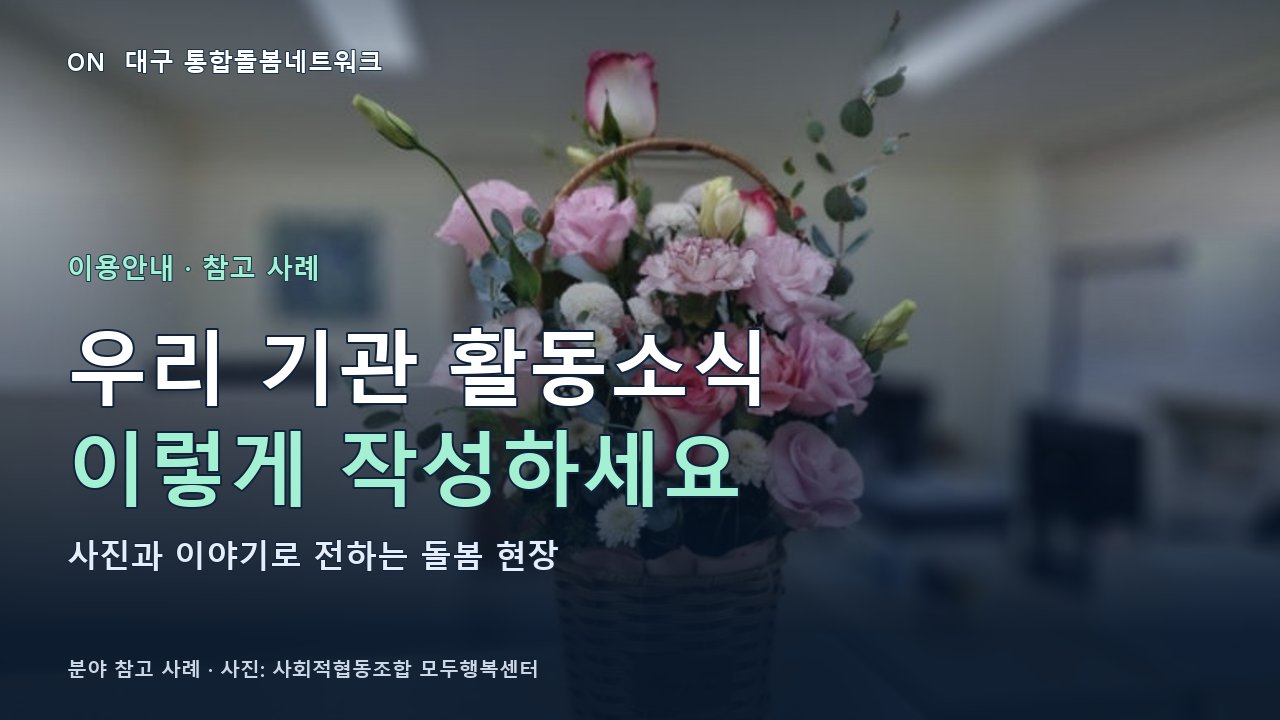 ON 대구 통합돌봄네트워크
이용안내 · 참고 사례
우리 기관 활동소식
이렇게 작성하세요
사진과 이야기로 전하는 돌봄 현장
분야 참고 사례 · 사진: 사회적협동조합 모두행복센터